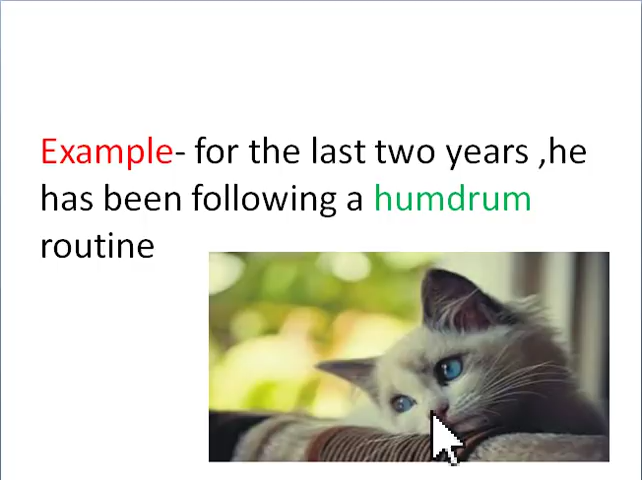 Example- for the last two years ,he
has been following a humdrum
routine